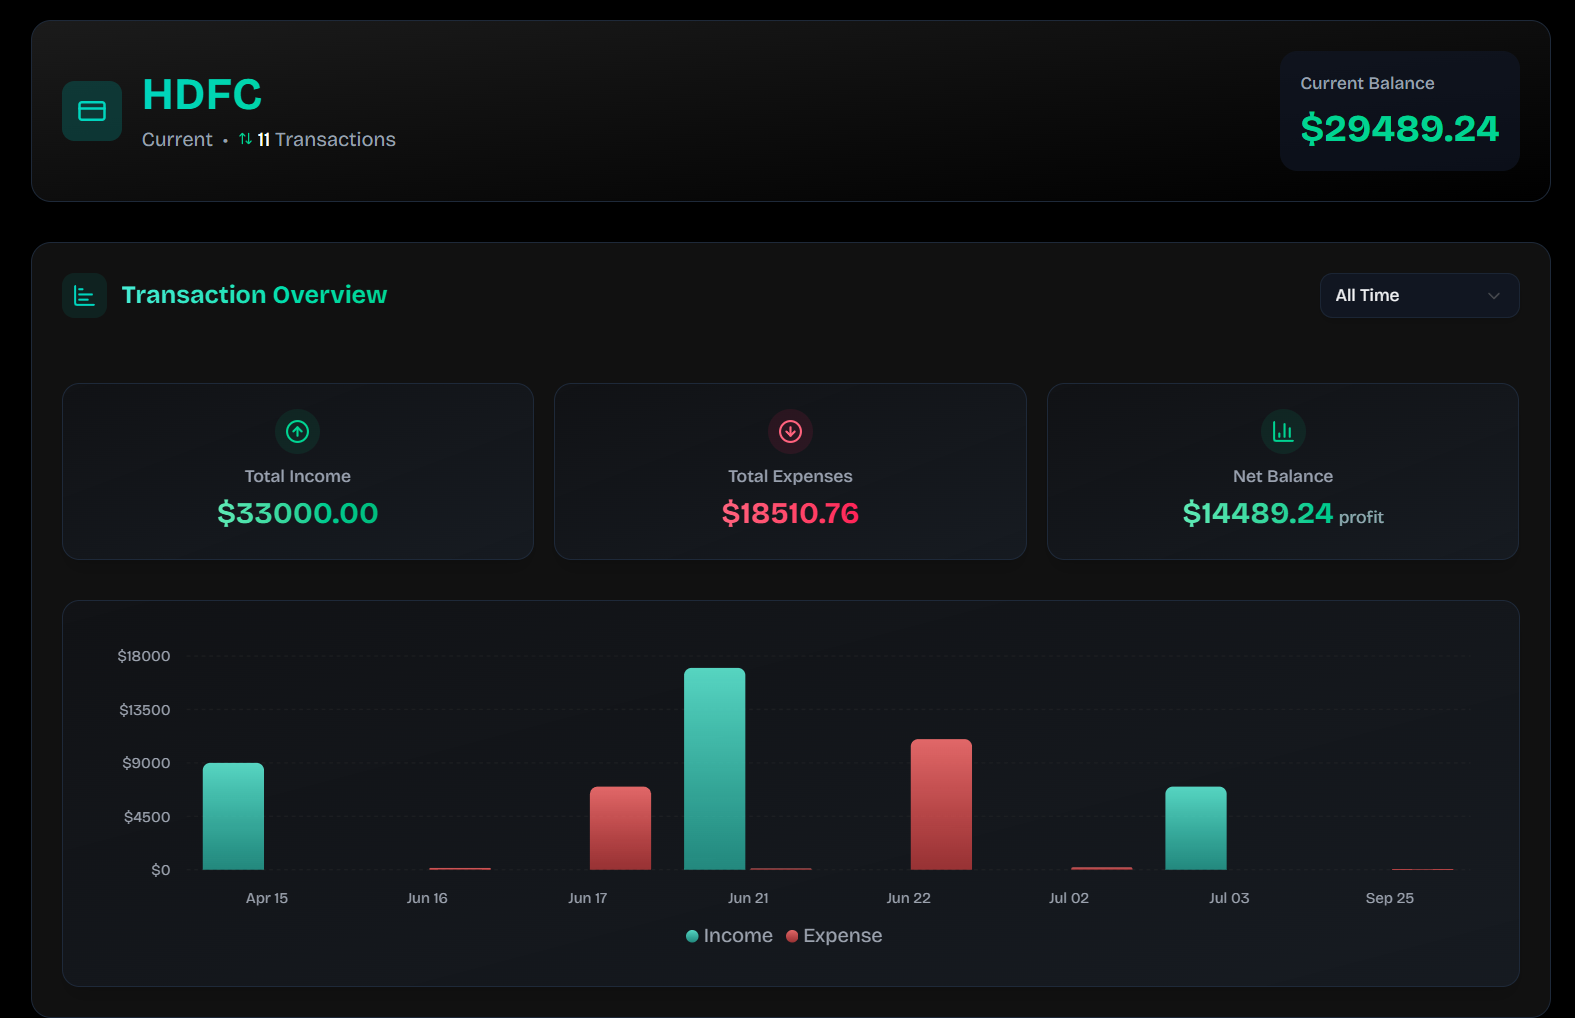 HDFC
Current • 11 Transactions
Current Balance
$29489.24
Transaction Overview
All Time
Total Income
$33000.00
Total Expenses
$18510.76
Net Balance
$14489.24 profit
$18000
$13500
$9000
$4500
$0
Apr 15 Jun 16 Jun 17 Jun 21 Jun 22 Jul 02 Jul 03 Sep 25
Income Expense